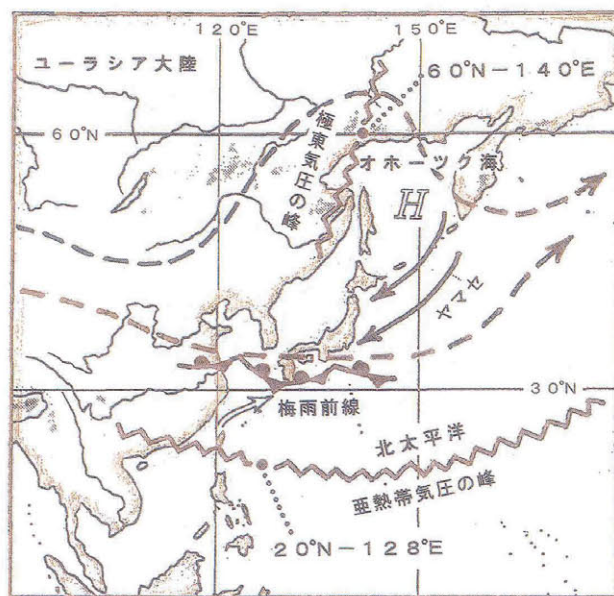 120°E
150°E
ユーラシア大陸
60°N−140°E
60°N
極東気圧の峰
オホーツク海
H
ヤマセ
30°N
梅雨前線
北太平洋
亜熱帯気圧の峰
20°N−128°E